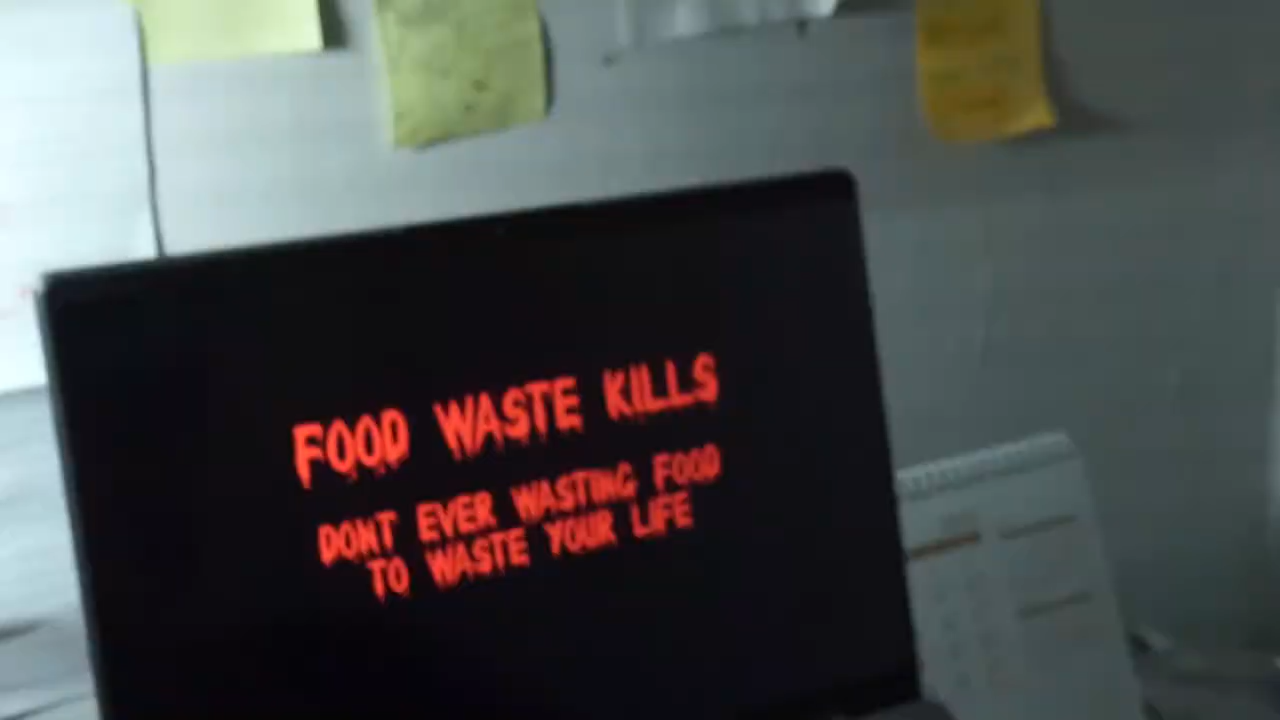 FOOD WASTE KILLS
DONT EVER WASTING FOOD
TO WASTE YOUR LIFE